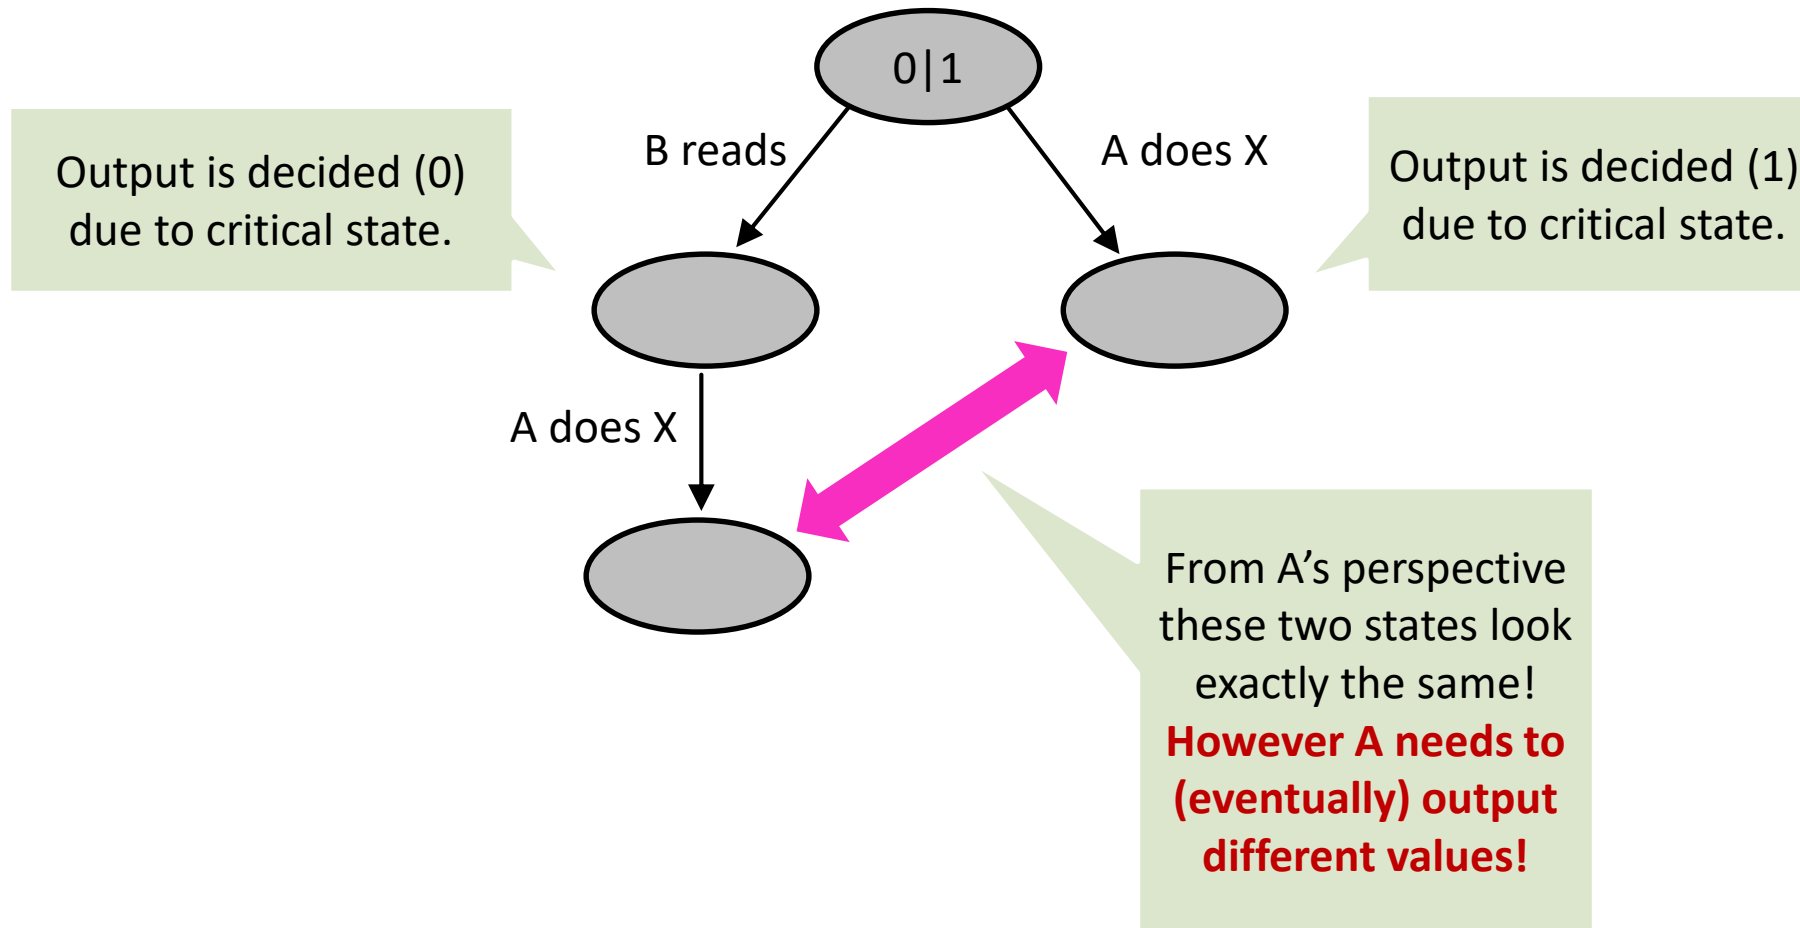 0|1
B reads
A does X
Output is decided (0)
due to critical state.
Output is decided (1)
due to critical state.
A does X
From A’s perspective
these two states look
exactly the same!
However A needs to
(eventually) output
different values!